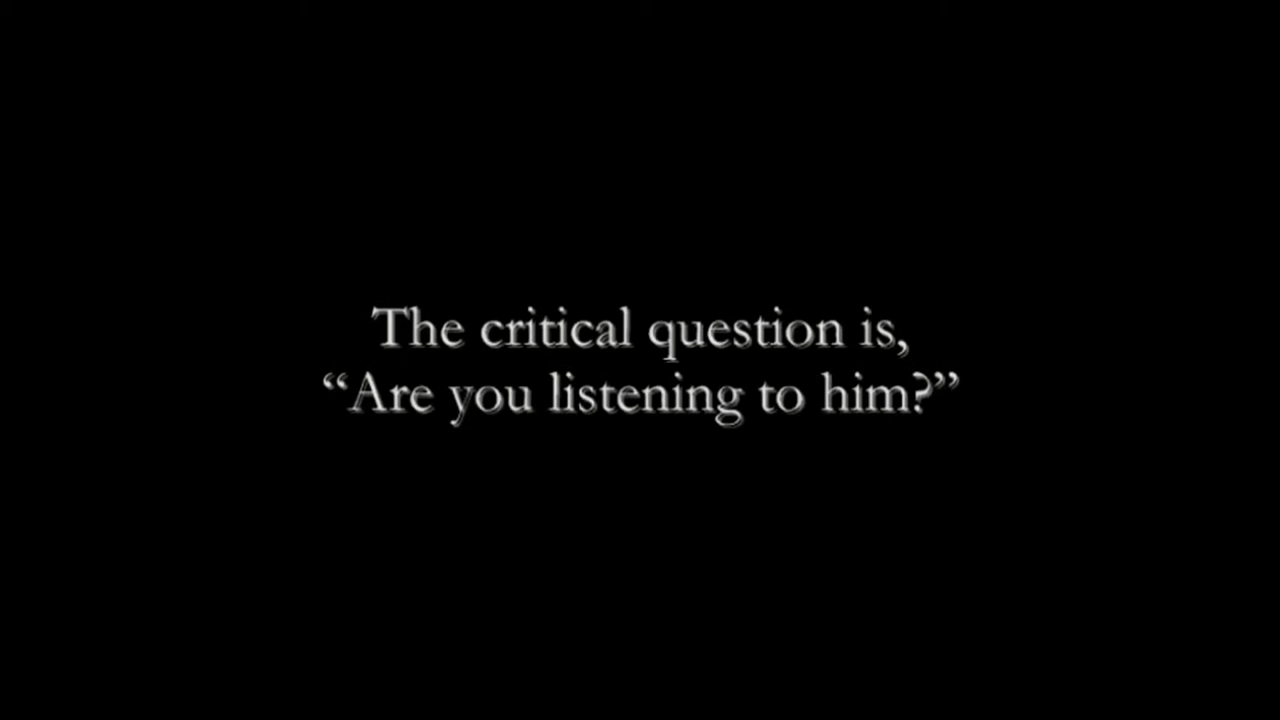 The critical question is,
“Are you listening to him?”